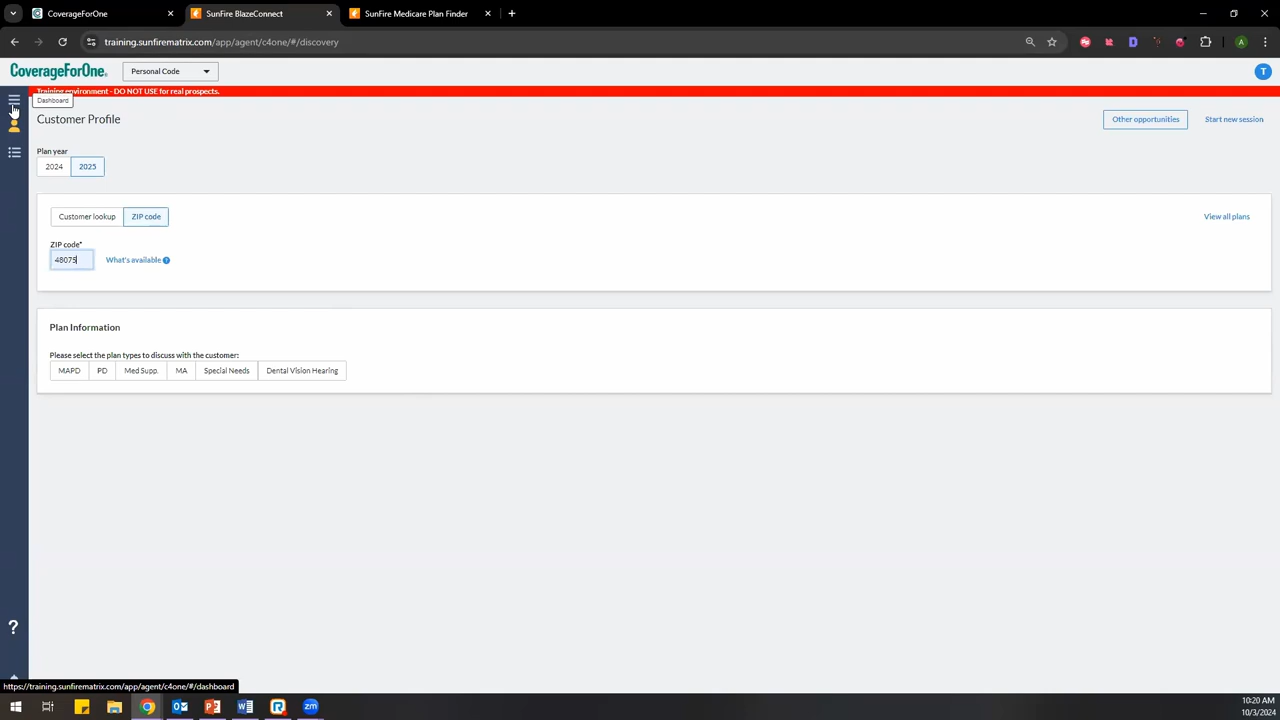 CoverageForOne
SunFire BlazeConnect
SunFire Medicare Plan Finder
training.sunfirematrix.com/app/agent/c4one/#/discovery
A
CoverageForOne
Personal Code
T
Training environment - DO NOT USE for real prospects.
Dashboard
Customer Profile
Other opportunities
Start new session
Plan year
2024
2025
Customer lookup
ZIP code
View all plans
ZIP code*
48075
What's available ?
Plan Information
Please select the plan types to discuss with the customer:
MAPD
PD
Med Supp.
MA
Special Needs
Dental Vision Hearing
?
https://training.sunfirematrix.com/app/agent/c4one/#/dashboard
zm
10:20 AM
10/3/2024